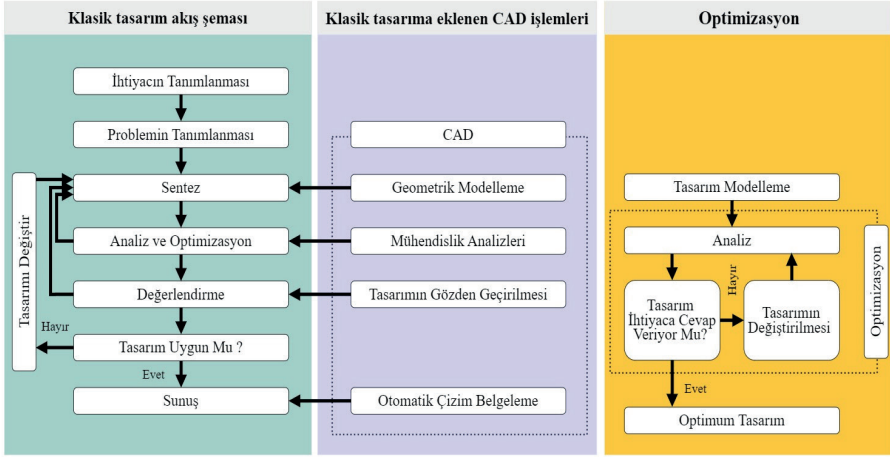 Klasik tasarım akış şeması
İhtiyacın Tanımlanması
Problemin Tanımlanması
Sentez
Analiz ve Optimizasyon
Değerlendirme
Tasarım Uygun Mu ?
Sunuş
Tasarımı Değiştir
Hayır
Evet
Klasik tasarıma eklenen CAD işlemleri
CAD
Geometrik Modelleme
Mühendislik Analizleri
Tasarımın Gözden Geçirilmesi
Otomatik Çizim Belgeleme
Optimizasyon
Tasarım Modelleme
Analiz
Tasarım
İhtiyaca Cevap
Veriyor Mu?
Hayır
Tasarımın
Değiştirilmesi
Optimizasyon
Evet
Optimum Tasarım